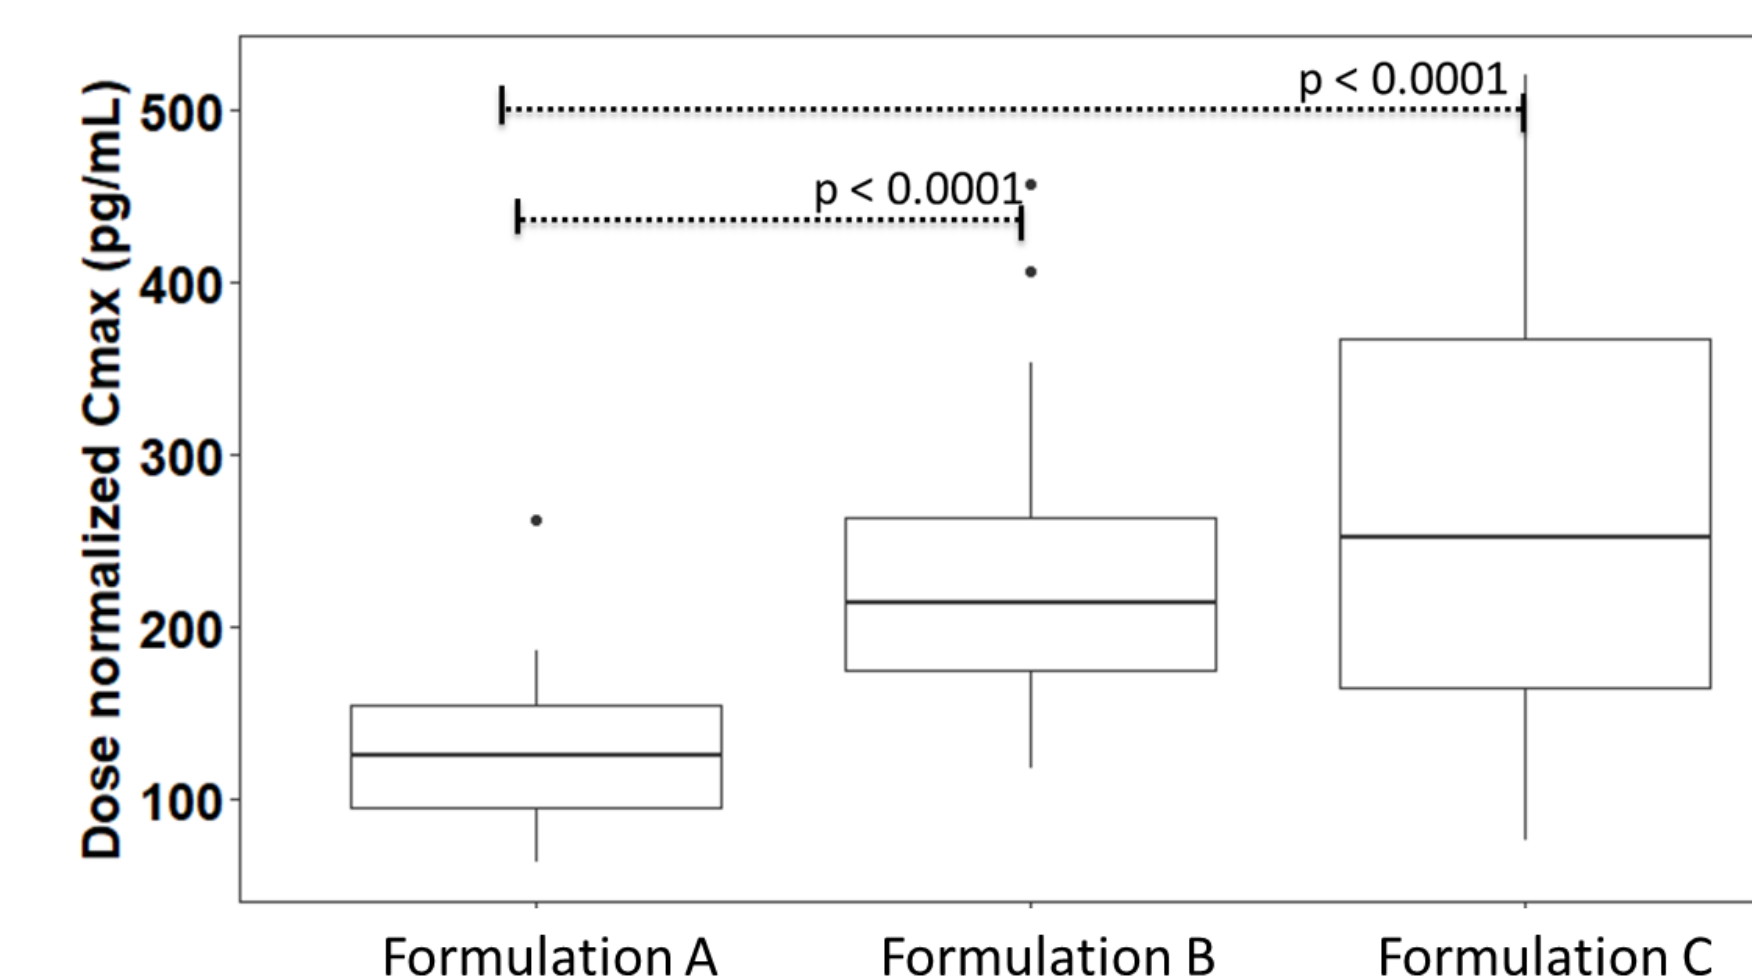 Dose normalized Cmax (pg/mL)
500
400
300
200
100
p < 0.0001
p < 0.0001
Formulation A
Formulation B
Formulation C